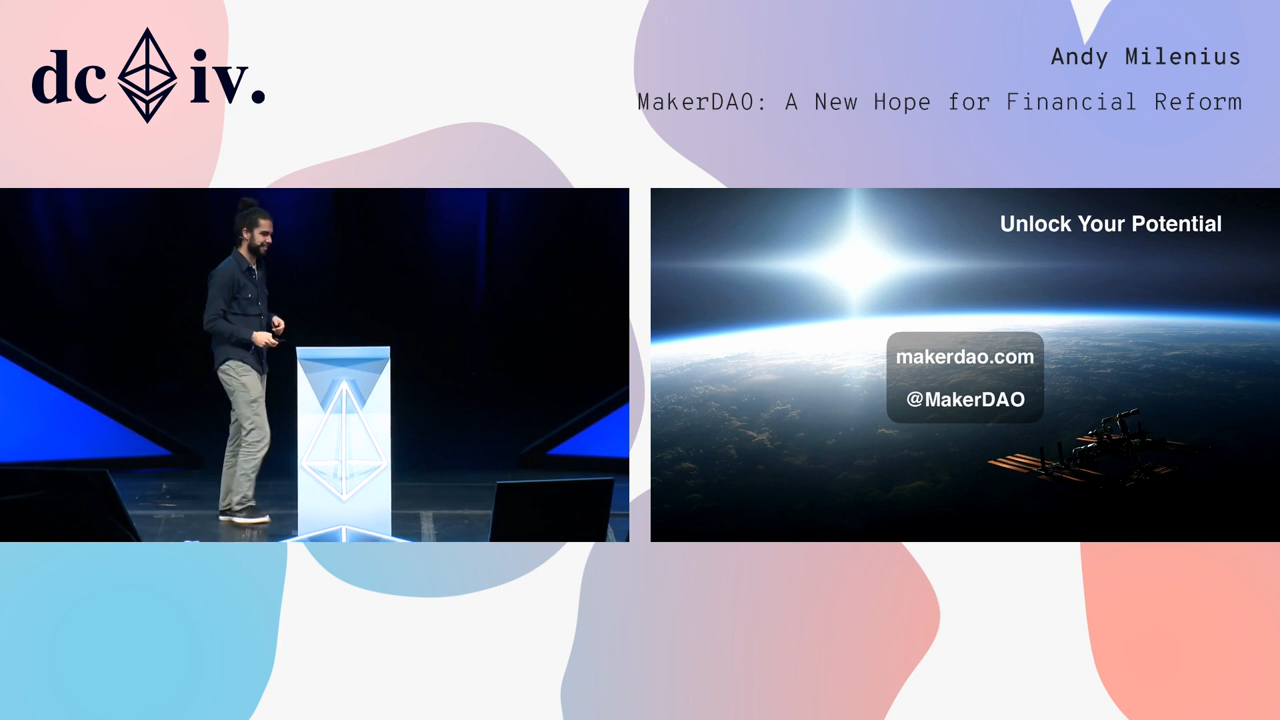 dc iv.
Andy Milenius
MakerDAO: A New Hope for Financial Reform
Unlock Your Potential
makerdao.com
@MakerDAO